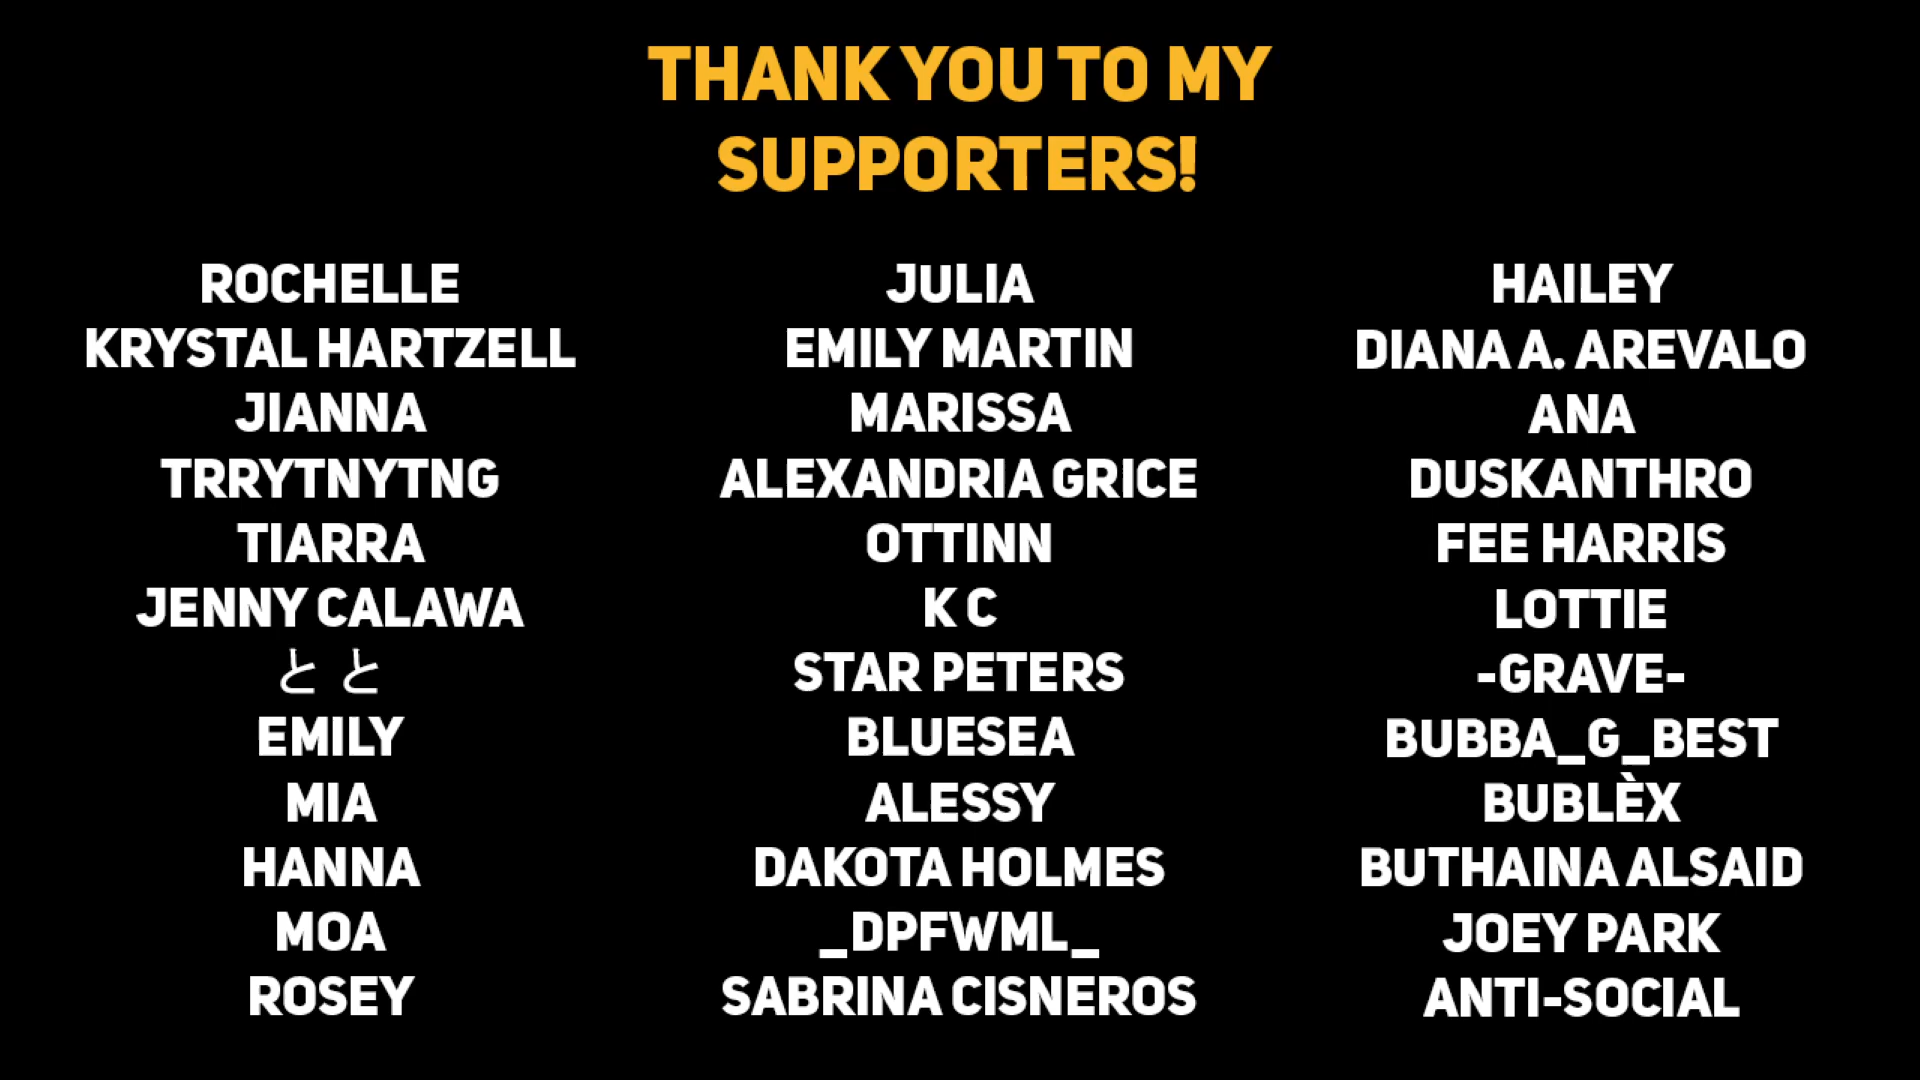 THANK YOU TO MY
SUPPORTERS!
ROCHELLE
KRYSTAL HARTZELL
JIANNA
TRRYTNYTNG
TIARRA
JENNY CALAWA
と と
EMILY
MIA
HANNA
MOA
ROSEY
JULIA
EMILY MARTIN
MARISSA
ALEXANDRIA GRICE
OTTINN
K C
STAR PETERS
BLUESEA
ALESSY
DAKOTA HOLMES
_DPFWML_
SABRINA CISNEROS
HAILEY
DIANA A. AREVALO
ANA
DUSKANTHRO
FEE HARRIS
LOTTIE
-GRAVE-
BUBBA_G_BEST
BUBLÈX
BUTHAINA ALSAID
JOEY PARK
ANTI-SOCIAL